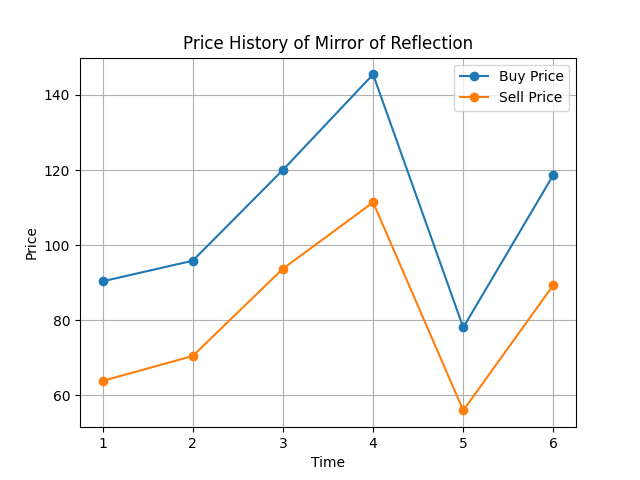 Price History of Mirror of Reflection
Buy Price
Sell Price
140
120
100
80
60
Price
1 2 3 4 5 6
Time